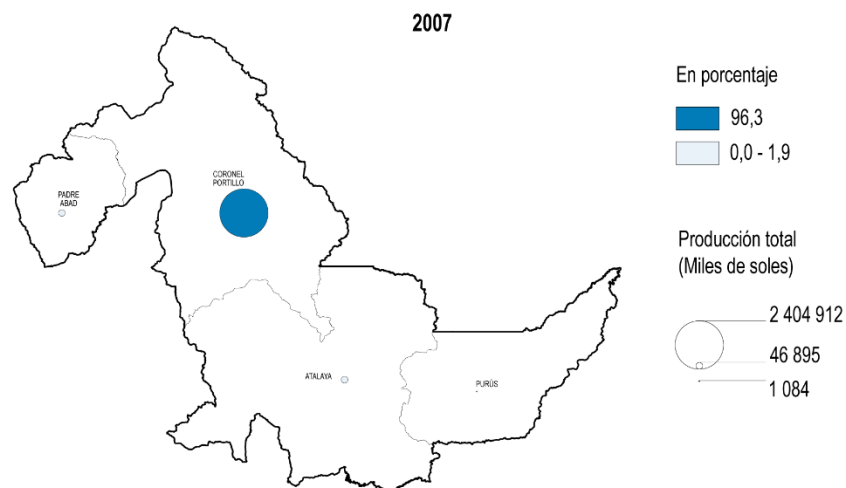 2007
En porcentaje
96,3
0,0 - 1,9
CORONEL
PORTILLO
PADRE
ABAD
Producción total
(Miles de soles)
2 404 912
46 895
1 084
ATALAYA
PURÚS